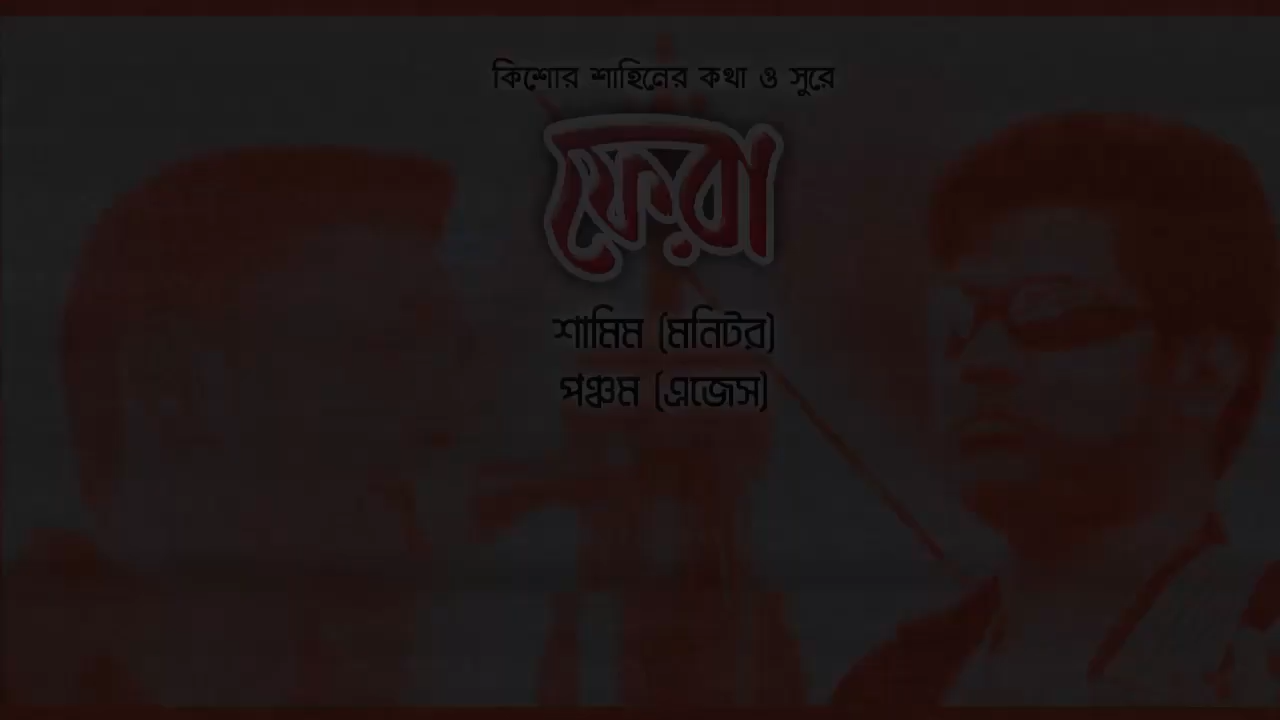 কিশোর শাহিনের কথা ও সুরে
ফেরা
শামিম (মনিটর)
পঞ্চম (এজেস)